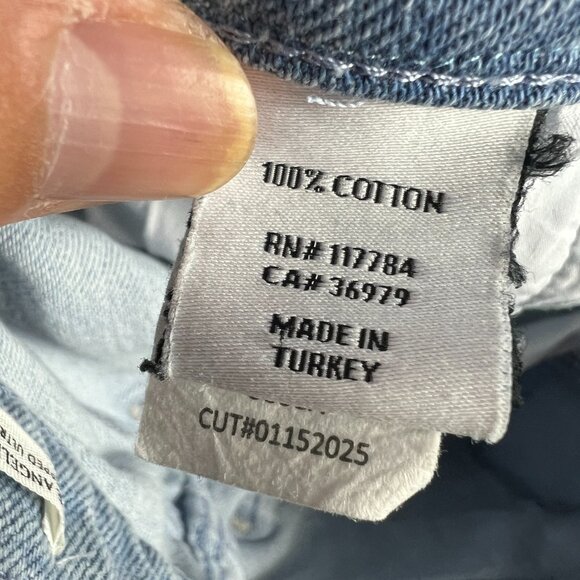 100% COTTON
RN# 117784
CA# 36979
MADE IN
TURKEY
CUT#01152025